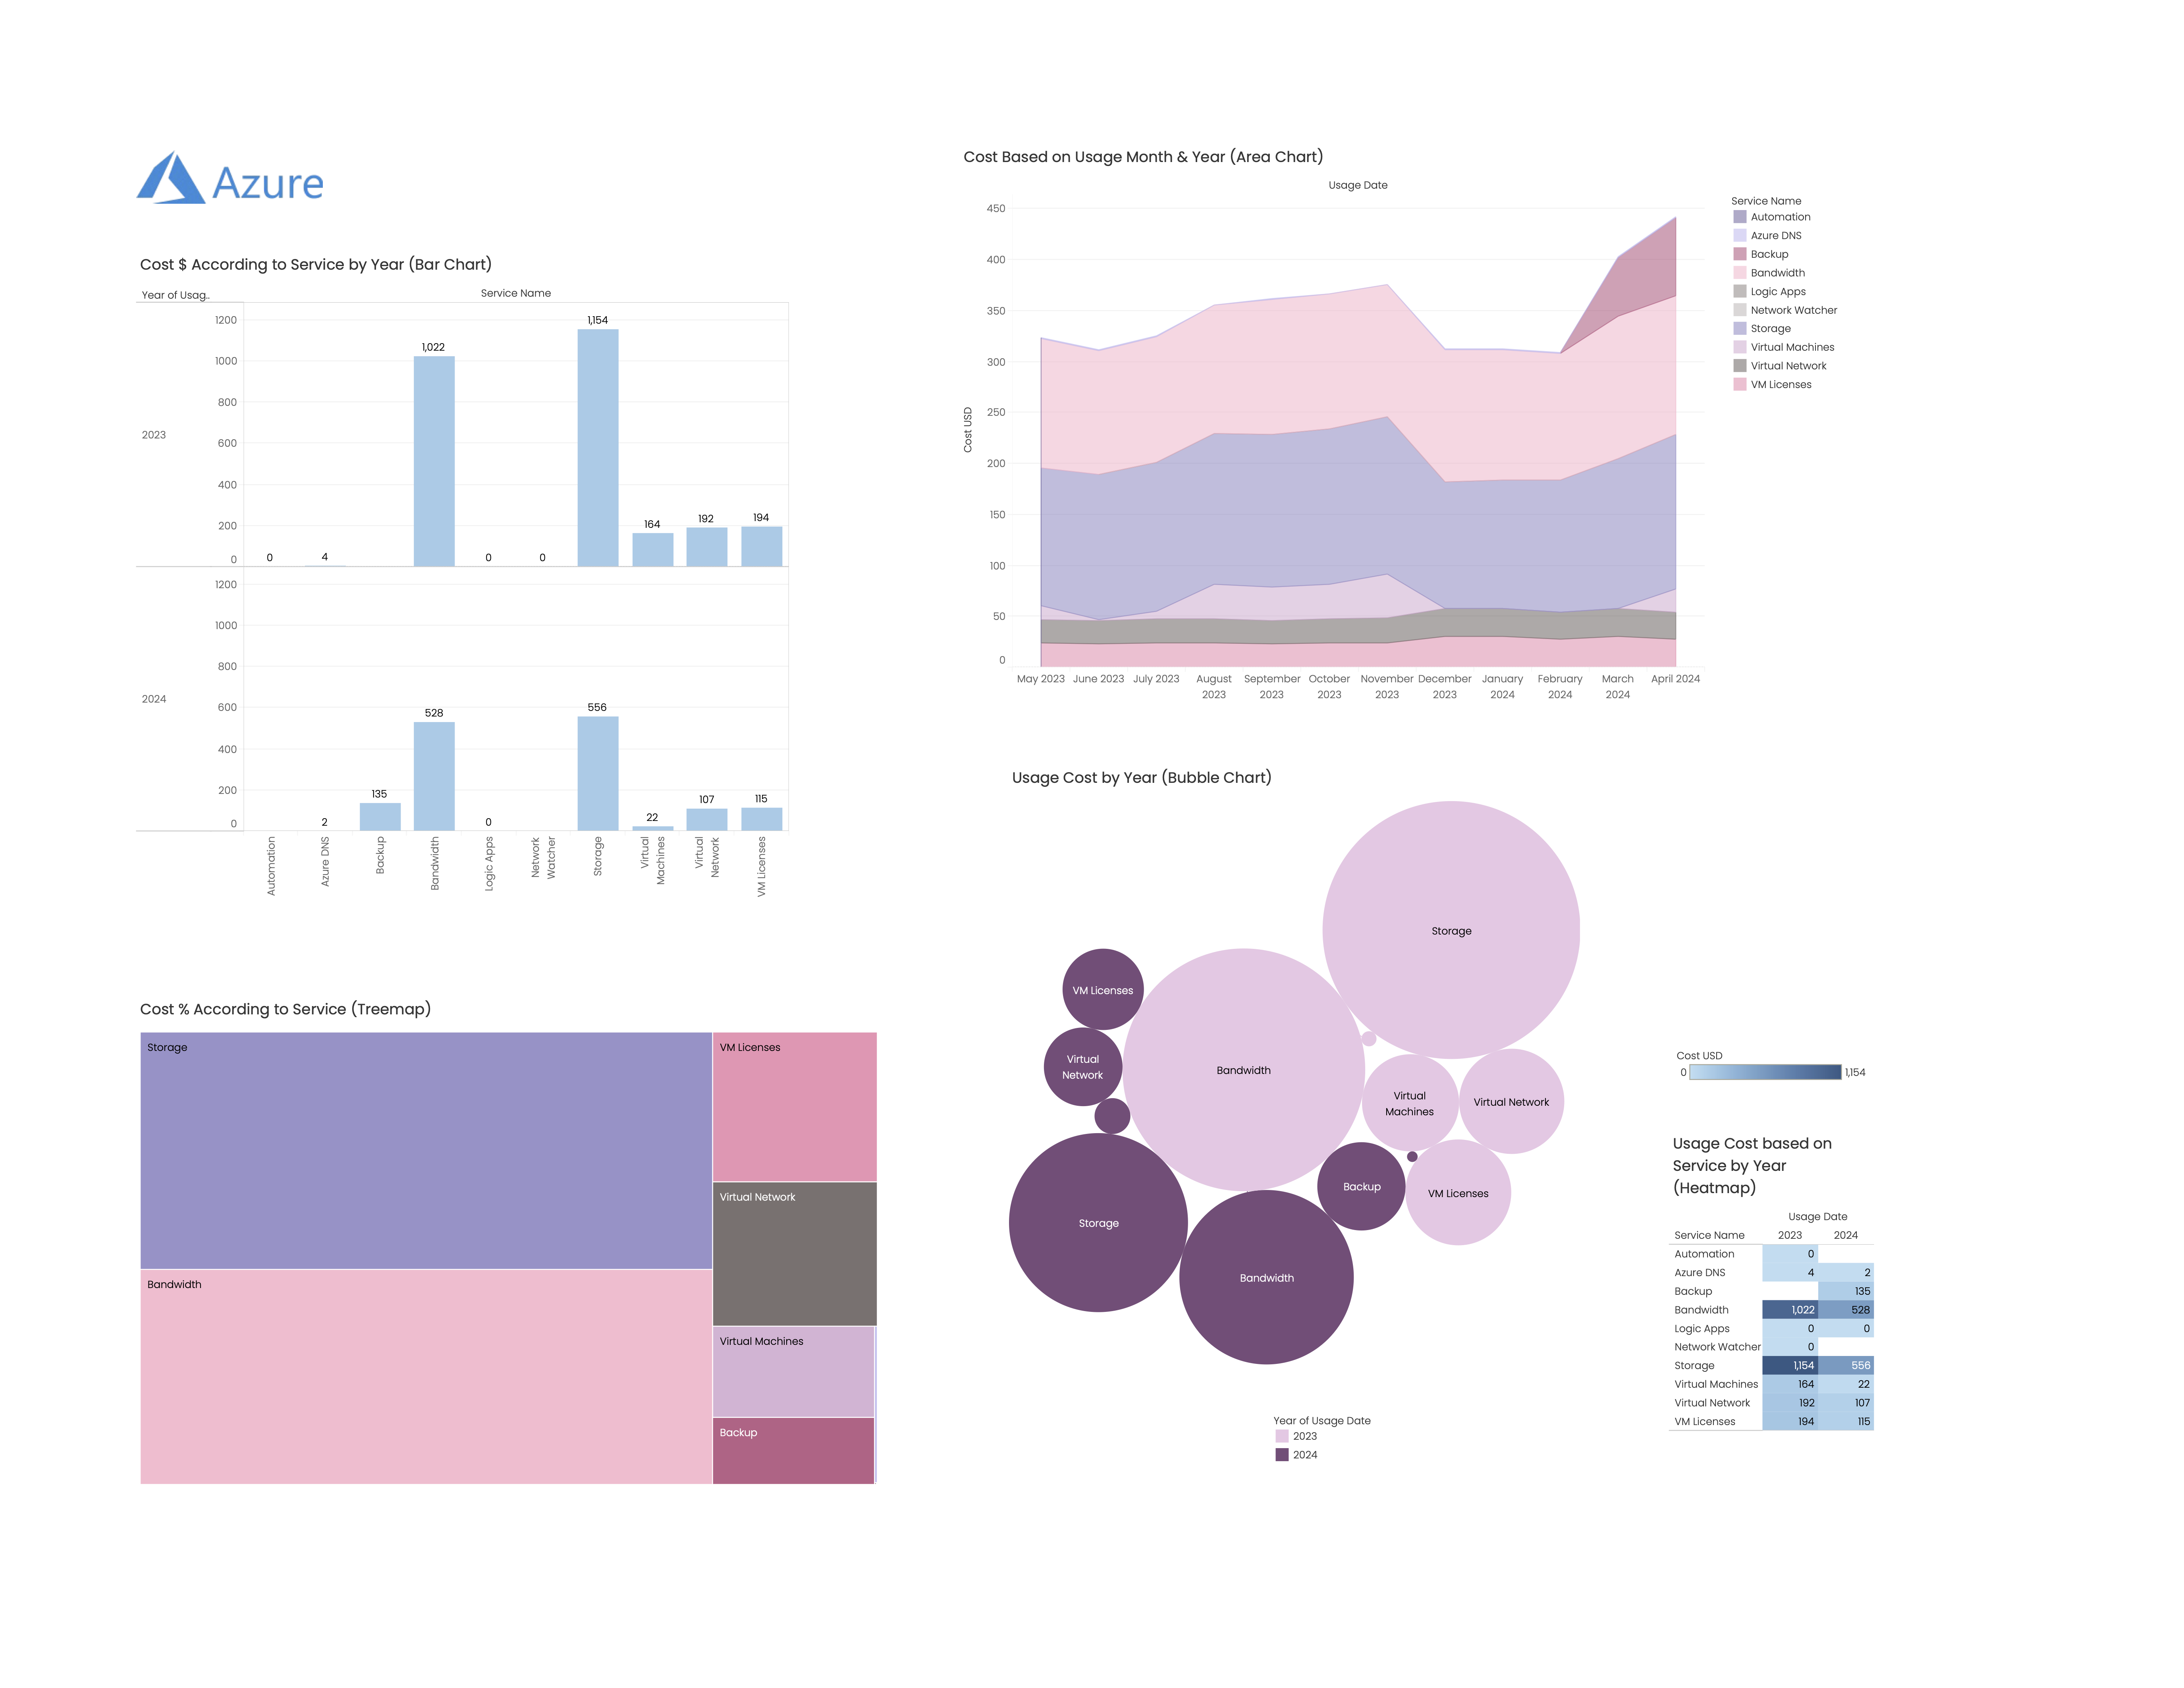 Azure
Cost $ According to Service by Year (Bar Chart)
Year of Usag..
Service Name
1200
1000
800
600
400
200
0
2023
0
4
1,022
0
0
1,154
164
192
194
1200
1000
800
600
400
200
0
2024
2
135
528
0
556
22
107
115
Automation
Azure DNS
Backup
Bandwidth
Logic Apps
Network
Watcher
Storage
Virtual
Machines
Virtual
Network
VM Licenses
Cost % According to Service (Treemap)
Storage
VM Licenses
Virtual Network
Bandwidth
Virtual Machines
Backup
Cost Based on Usage Month & Year (Area Chart)
Usage Date
450
400
350
300
250
200
150
100
50
0
Cost USD
May 2023
June 2023
July 2023
August
2023
September
2023
October
2023
November
2023
December
2023
January
2024
February
2024
March
2024
April 2024
Service Name
Automation
Azure DNS
Backup
Bandwidth
Logic Apps
Network Watcher
Storage
Virtual Machines
Virtual Network
VM Licenses
Usage Cost by Year (Bubble Chart)
Storage
VM Licenses
Virtual
Network
Bandwidth
Virtual
Machines
Virtual Network
Backup
VM Licenses
Storage
Bandwidth
Year of Usage Date
2023
2024
Cost USD
0 1,154
Usage Cost based on
Service by Year
(Heatmap)
Usage Date
Service Name 2023 2024
Automation 0
Azure DNS 4 2
Backup 135
Bandwidth 1,022 528
Logic Apps 0 0
Network Watcher 0
Storage 1,154 556
Virtual Machines 164 22
Virtual Network 192 107
VM Licenses 194 115